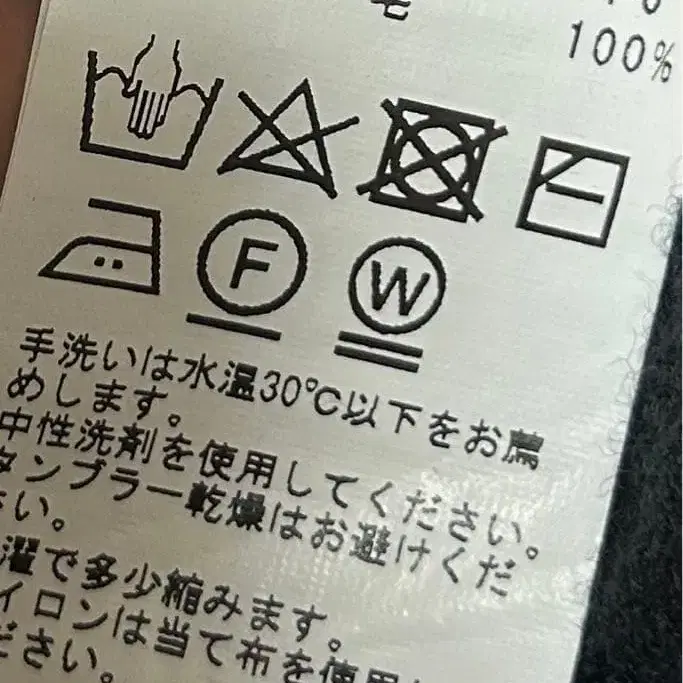 毛
100%
F
W
手洗いは水温30℃以下をお薦
めします。
中性洗剤を使用してください。
タンブラー乾燥はお避けくだ
さい。
濯で多少縮みます。
イロンは当て布を使用
ださい。